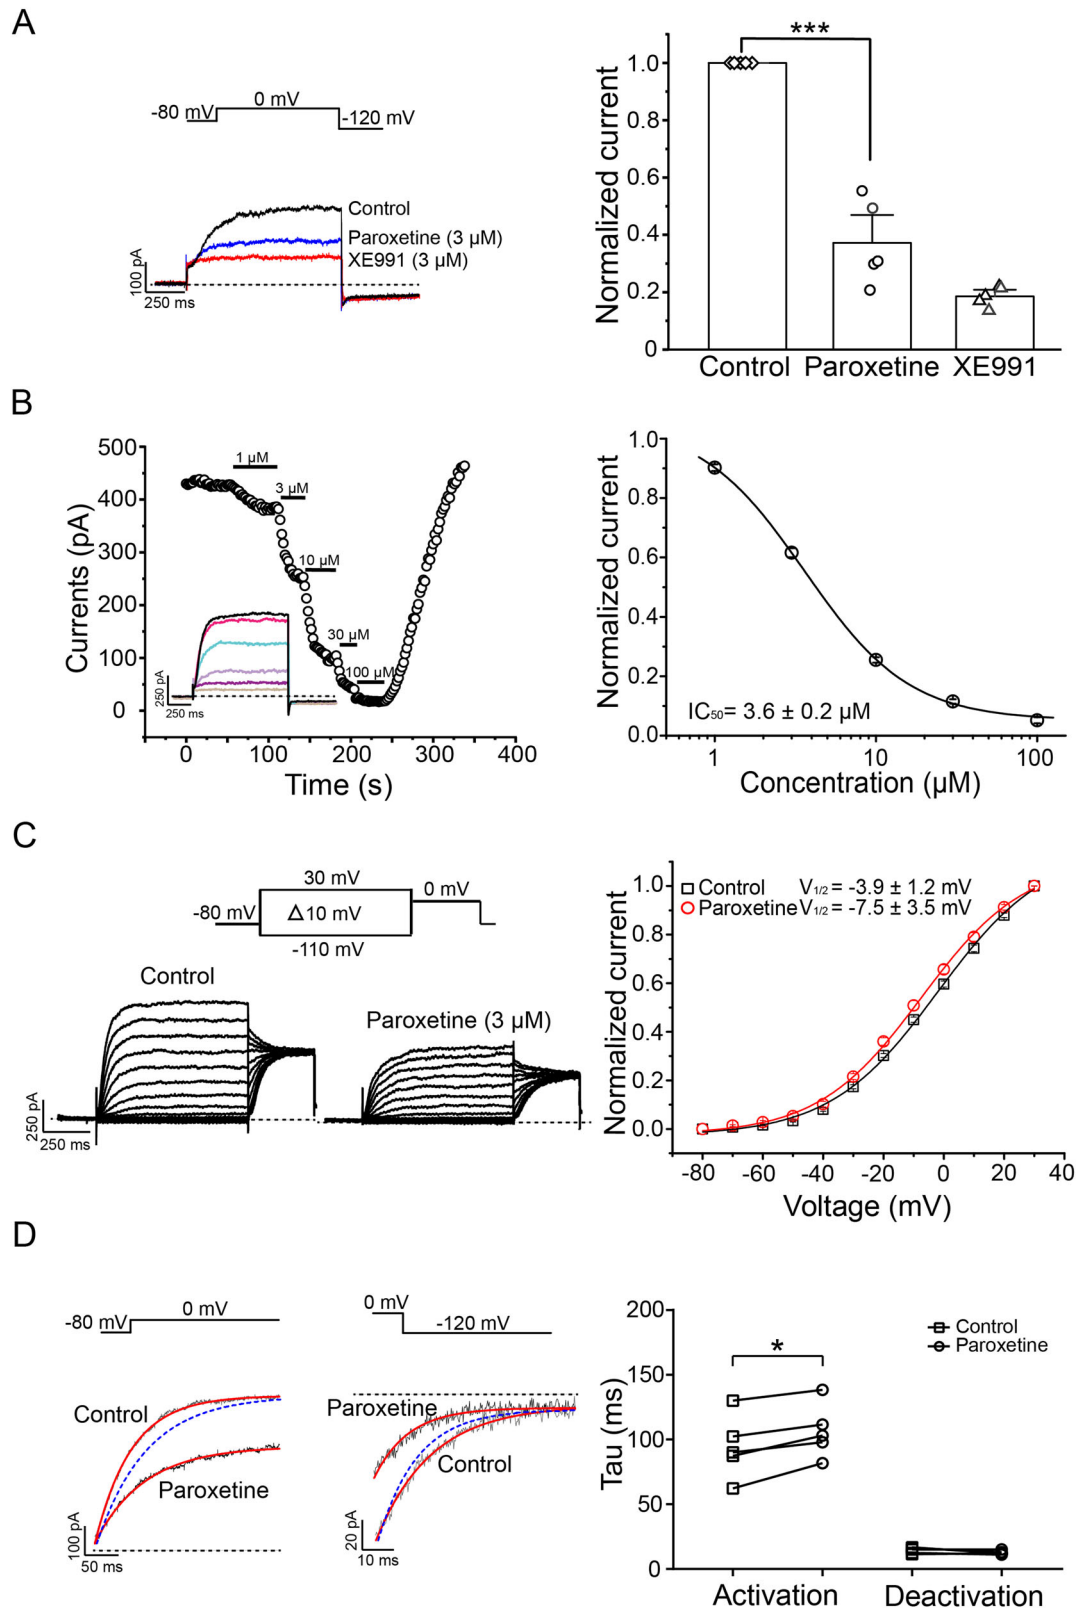 A
-80 mV
0 mV
-120 mV
Control
Paroxetine (3 µM)
XE991 (3 µM)
100 pA
250 ms
***
Normalized current
1.0
0.8
0.6
0.4
0.2
0
Control
Paroxetine
XE991
B
Currents (pA)
500
400
300
200
100
0
1 µM
3 µM
10 µM
30 µM
100 µM
250 pA
250 ms
0
100
200
300
400
Time (s)
Normalized current
1.0
0.8
0.6
0.4
0.2
0.0
IC50= 3.6 ± 0.2 µM
1
10
100
Concentration (µM)
C
-80 mV
30 mV
Δ10 mV
-110 mV
0 mV
Control
Paroxetine (3 µM)
250 pA
250 ms
Normalized current
1.0
0.8
0.6
0.4
0.2
0.0
Control V1/2 = -3.9 ± 1.2 mV
Paroxetine V1/2 = -7.5 ± 3.5 mV
-80
-60
-40
-20
0
20
40
Voltage (mV)
D
-80 mV
0 mV
Control
Paroxetine
100 pA
50 ms
0 mV
-120 mV
Paroxetine
Control
20 pA
10 ms
Tau (ms)
200
150
100
50
0
*
Control
Paroxetine
Activation
Deactivation